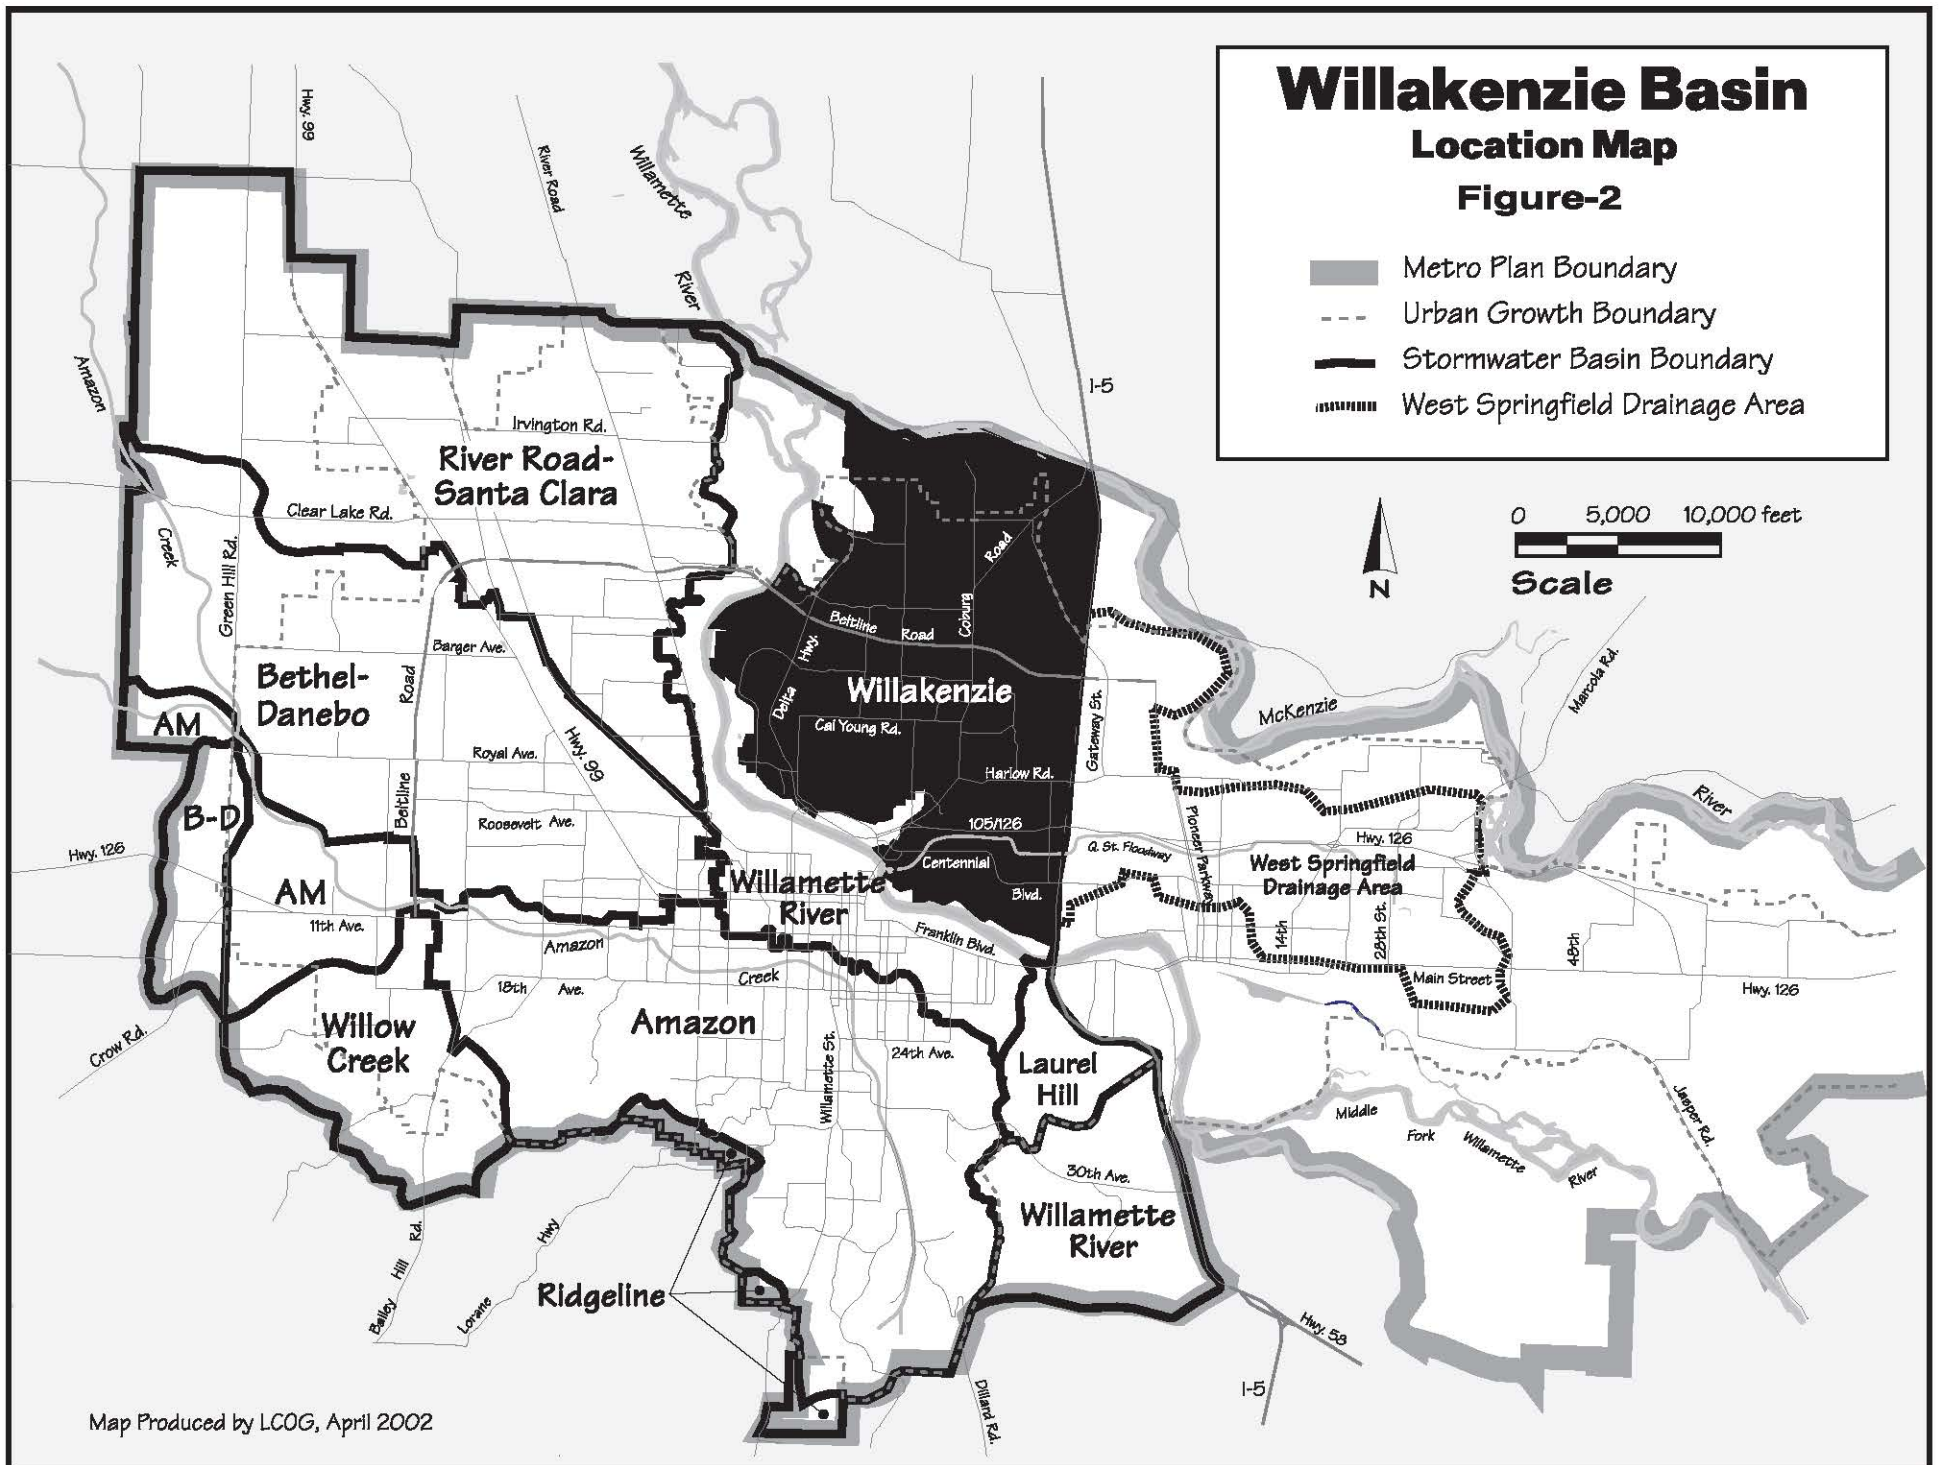 Willakenzie Basin
Location Map
Figure-2
Metro Plan Boundary
Urban Growth Boundary
Stormwater Basin Boundary
West Springfield Drainage Area
0 5,000 10,000 feet
Scale
N
Hwy. 99
River Road
Willamette
River
I-5
Amazon
Creek
Irvington Rd.
River Road-
Santa Clara
Clear Lake Rd.
Green Hill Rd.
Road
Coburg
Beltline Road
Hwy.
Delta
Willakenzie
Cal Young Rd.
Gateway St.
Harlow Rd.
McKenzie
Marcola Rd.
River
Barger Ave.
Bethel-
Danebo
Road
Beltline
AM
Royal Ave.
Hwy. 99
B-D
Roosevelt Ave.
Hwy. 126
105/126
Centennial
Blvd.
Q. St. Floodway
Pioneer Parkway
Hwy. 126
West Springfield
Drainage Area
AM
11th Ave.
Willamette
River
Franklin Blvd.
14th
28th St.
48th
Amazon
Creek
18th Ave.
Main Street
Hwy. 126
Crow Rd.
Willow
Creek
Amazon
Willamette St.
24th Ave.
Laurel
Hill
Middle
Fork
Willamette
River
Jasper Rd.
30th Ave.
Willamette
River
Bailey Hill Rd.
Lorane Hwy
Ridgeline
Hwy. 58
I-5
Dillard Rd.
Map Produced by LCOG, April 2002